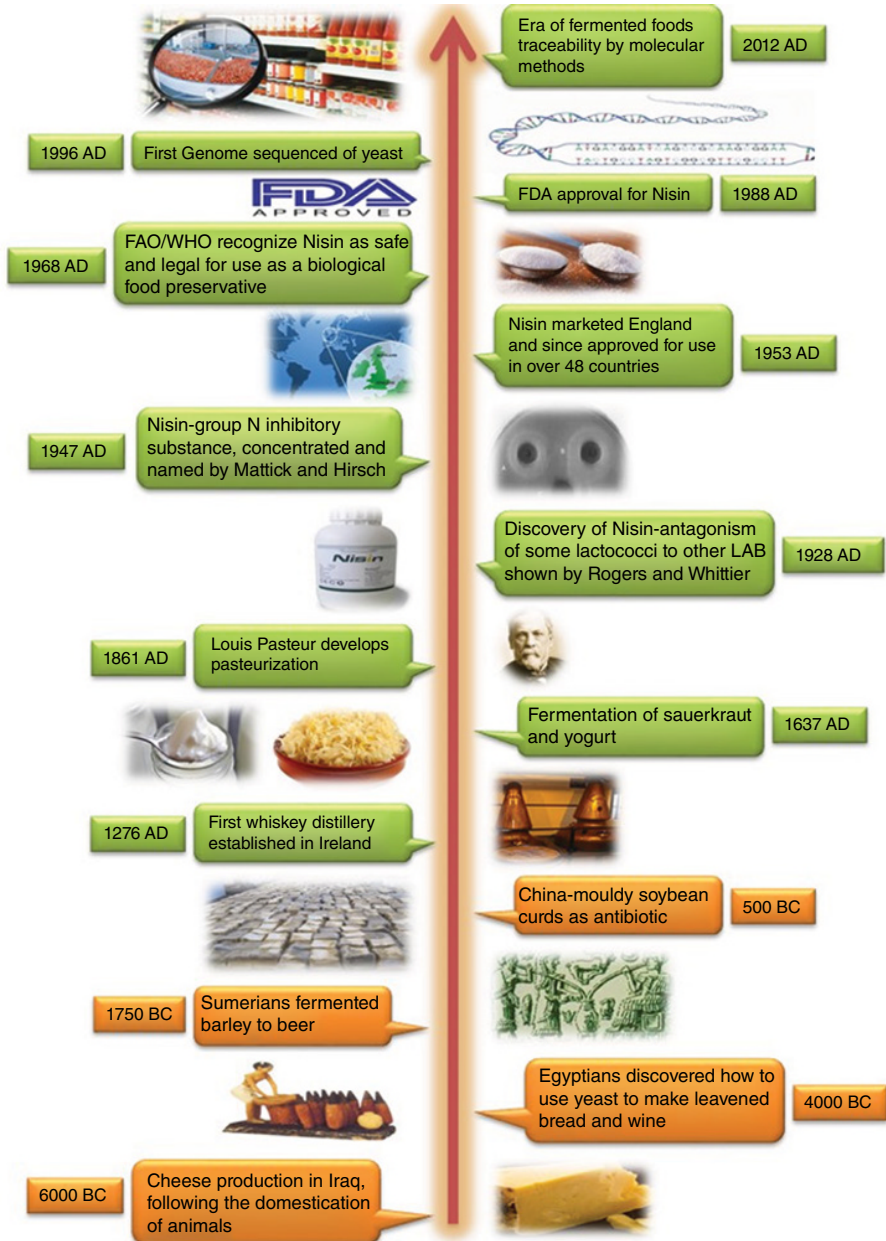 Era of fermented foods
traceability by molecular
methods
2012 AD
1996 AD
First Genome sequenced of yeast
FDA
APPROVED
FDA approval for Nisin
1988 AD
1968 AD
FAO/WHO recognize Nisin as safe
and legal for use as a biological
food preservative
Nisin marketed England
and since approved for use
in over 48 countries
1953 AD
1947 AD
Nisin-group N inhibitory
substance, concentrated and
named by Mattick and Hirsch
Nisin
Discovery of Nisin-antagonism
of some lactococci to other LAB
shown by Rogers and Whittier
1928 AD
1861 AD
Louis Pasteur develops
pasteurization
Fermentation of sauerkraut
and yogurt
1637 AD
1276 AD
First whiskey distillery
established in Ireland
China-mouldy soybean
curds as antibiotic
500 BC
1750 BC
Sumerians fermented
barley to beer
Egyptians discovered how to
use yeast to make leavened
bread and wine
4000 BC
6000 BC
Cheese production in Iraq,
following the domestication
of animals